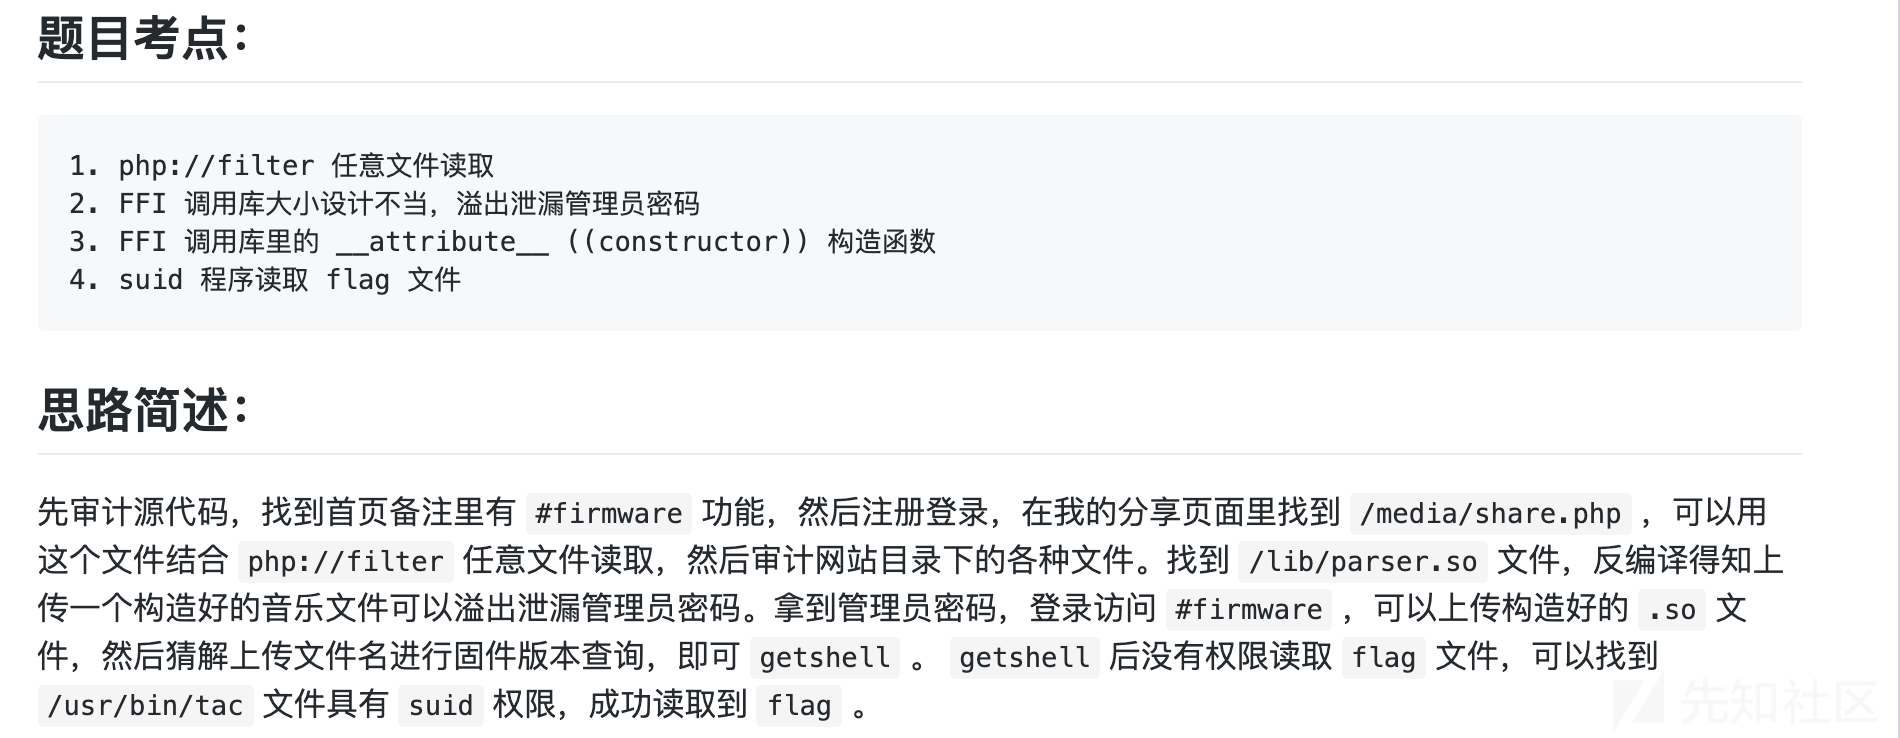 题目考点：
1. php://filter 任意文件读取
2. FFI 调用库大小设计不当，溢出泄漏管理员密码
3. FFI 调用库里的 __attribute__ ((constructor)) 构造函数
4. suid 程序读取 flag 文件
思路简述：
先审计源代码，找到首页备注里有 #firmware 功能，然后注册登录，在我的分享页面里找到 /media/share.php ，可以用
这个文件结合 php://filter 任意文件读取，然后审计网站目录下的各种文件。找到 /lib/parser.so 文件，反编译得知上
传一个构造好的音乐文件可以溢出泄漏管理员密码。拿到管理员密码，登录访问 #firmware ，可以上传构造好的 .so 文
件，然后猜解上传文件名进行固件版本查询，即可 getshell 。 getshell 后没有权限读取 flag 文件，可以找到
/usr/bin/tac 文件具有 suid 权限，成功读取到 flag 。
先知社区